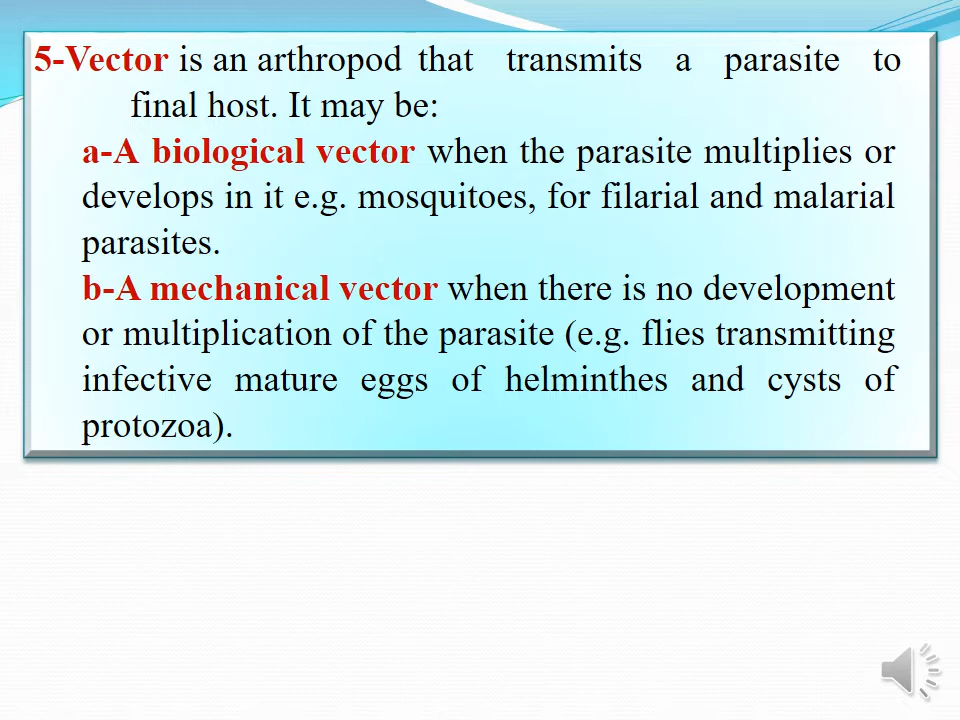 5-Vector is an arthropod that transmits a parasite to
final host. It may be:
a-A biological vector when the parasite multiplies or
develops in it e.g. mosquitoes, for filarial and malarial
parasites.
b-A mechanical vector when there is no development
or multiplication of the parasite (e.g. flies transmitting
infective mature eggs of helminthes and cysts of
protozoa).